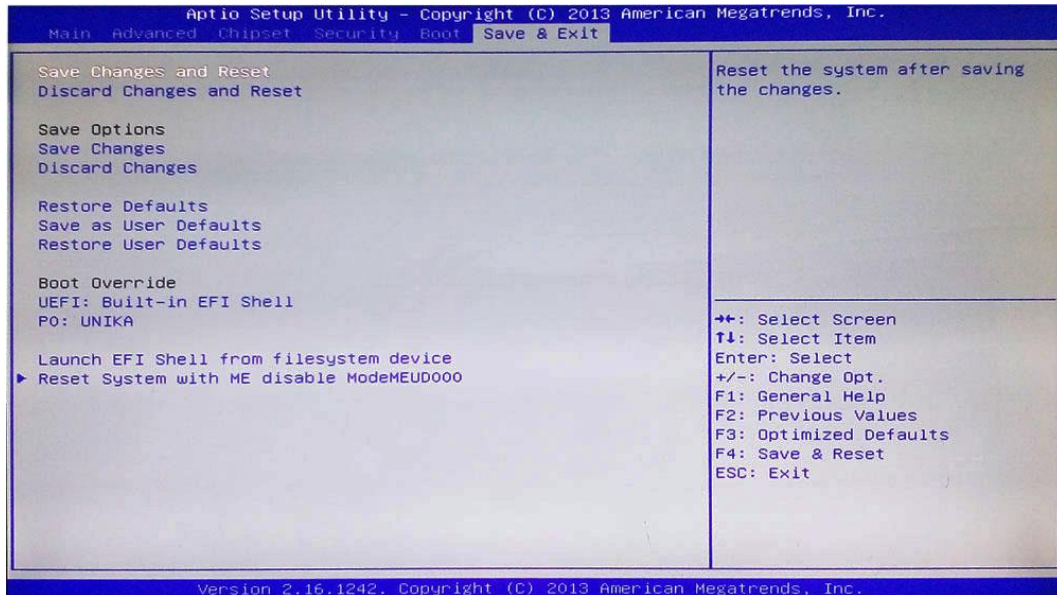 Aptio Setup Utility – Copyright (C) 2013 American Megatrends, Inc.
Main Advanced Chipset Security Boot Save & Exit
Save Changes and Reset
Discard Changes and Reset
Save Options
Save Changes
Discard Changes
Restore Defaults
Save as User Defaults
Restore User Defaults
Boot Override
UEFI: Built-in EFI Shell
PO: UNIKA
Launch EFI Shell from filesystem device
▶ Reset System with ME disable ModeMEUD000
Reset the system after saving
the changes.
→←: Select Screen
↑↓: Select Item
Enter: Select
+/-: Change Opt.
F1: General Help
F2: Previous Values
F3: Optimized Defaults
F4: Save & Reset
ESC: Exit
Version 2.16.1242. Copyright (C) 2013 American Megatrends, Inc.